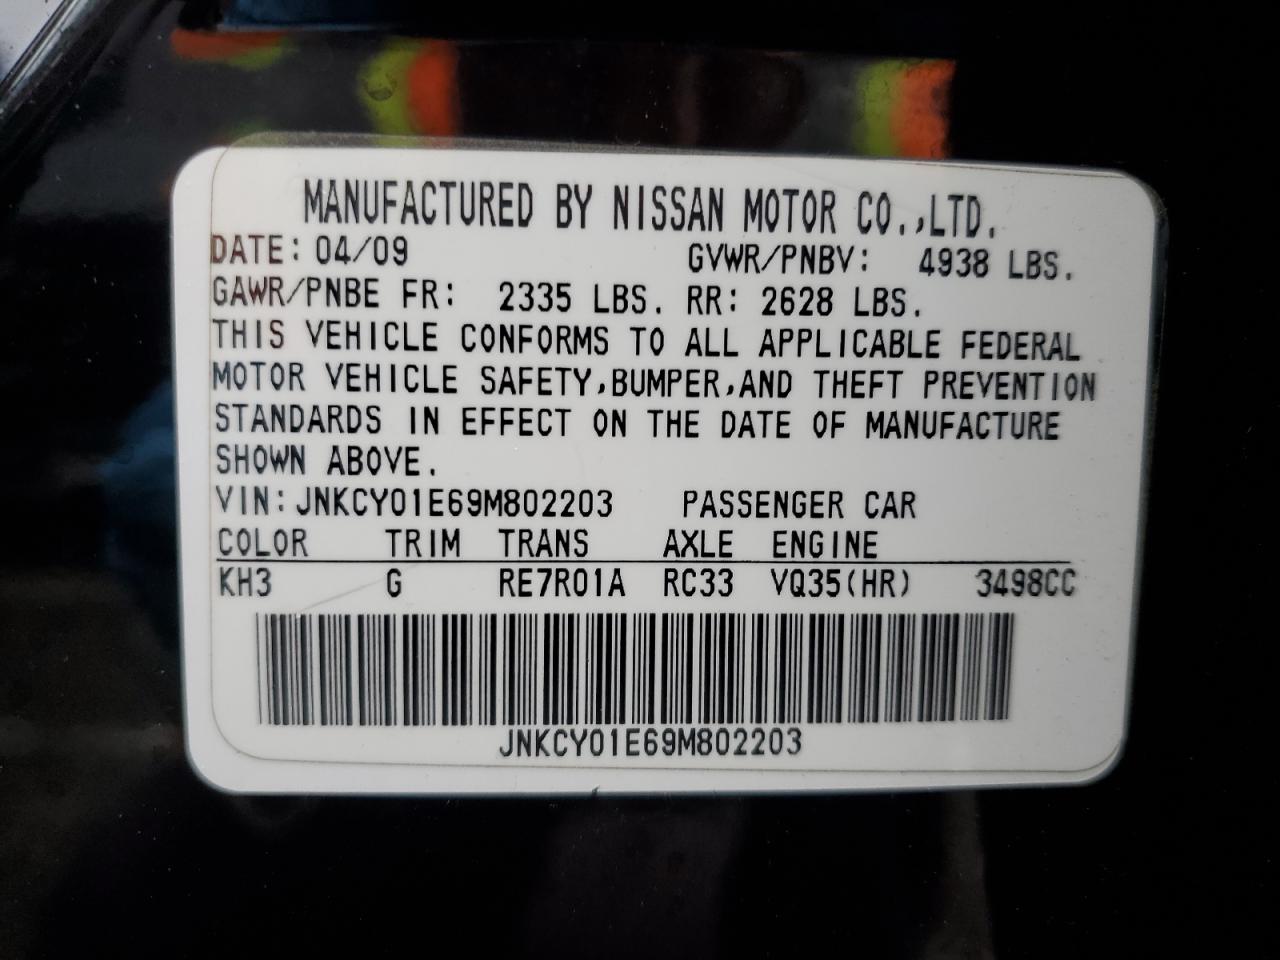 MANUFACTURED BY NISSAN MOTOR CO.,LTD.
DATE: 04/09 GVWR/PNBV: 4938 LBS.
GAWR/PNBE FR: 2335 LBS. RR: 2628 LBS.
THIS VEHICLE CONFORMS TO ALL APPLICABLE FEDERAL
MOTOR VEHICLE SAFETY,BUMPER,AND THEFT PREVENTION
STANDARDS IN EFFECT ON THE DATE OF MANUFACTURE
SHOWN ABOVE.
VIN: JNKCY01E69M802203 PASSENGER CAR
COLOR TRIM TRANS AXLE ENGINE
KH3 G RE7R01A RC33 VQ35(HR) 3498CC
JNKCY01E69M802203